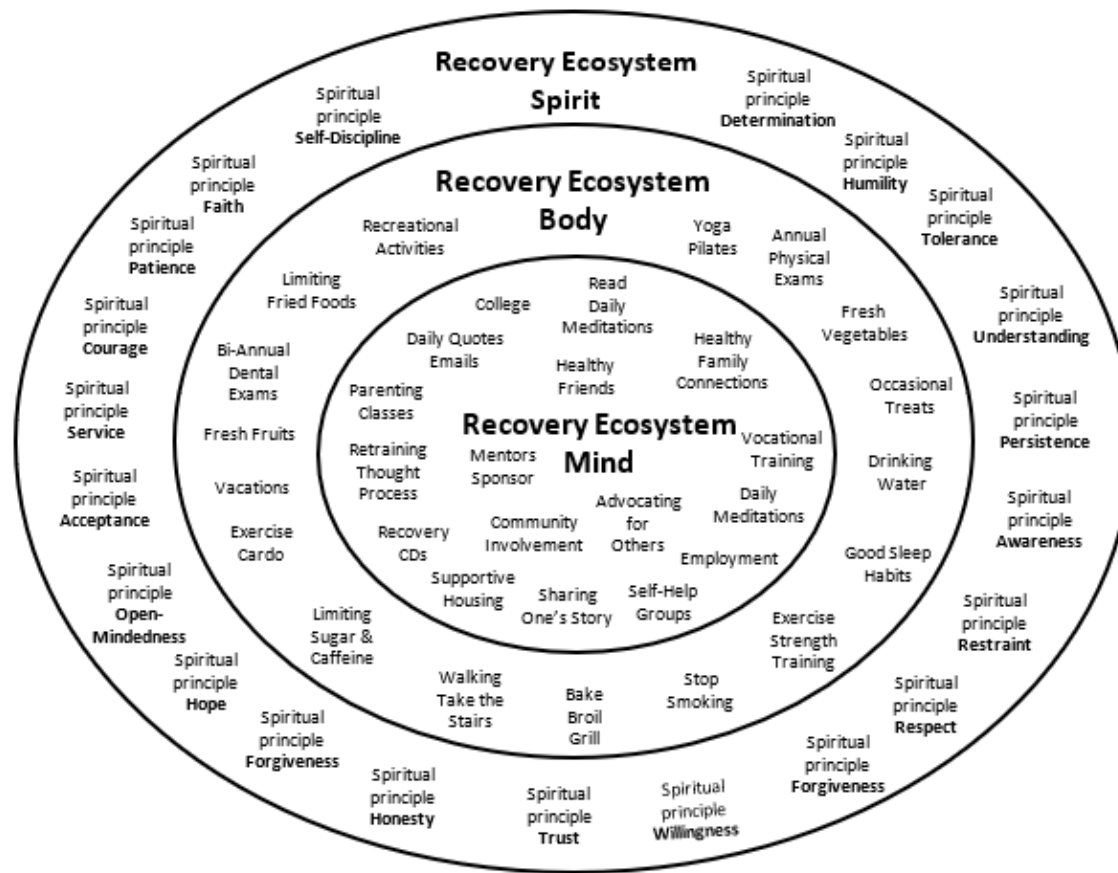 Recovery Ecosystem
Spirit
Spiritual
principle
Self-Discipline
Spiritual
principle
Determination
Spiritual
principle
Faith
Spiritual
principle
Humility
Spiritual
principle
Patience
Spiritual
principle
Tolerance
Spiritual
principle
Courage
Spiritual
principle
Understanding
Spiritual
principle
Service
Spiritual
principle
Persistence
Spiritual
principle
Acceptance
Spiritual
principle
Awareness
Spiritual
principle
Open-
Mindedness
Spiritual
principle
Restraint
Spiritual
principle
Hope
Spiritual
principle
Respect
Spiritual
principle
Forgiveness
Spiritual
principle
Forgiveness
Spiritual
principle
Honesty
Spiritual
principle
Trust
Spiritual
principle
Willingness
Recovery Ecosystem
Body
Recreational
Activities
Yoga
Pilates
Annual
Physical
Exams
Limiting
Fried Foods
Fresh
Vegetables
Bi-Annual
Dental
Exams
Occasional
Treats
Fresh Fruits
Drinking
Water
Vacations
Exercise
Cardo
Good Sleep
Habits
Limiting
Sugar &
Caffeine
Exercise
Strength
Training
Walking
Take the
Stairs
Bake
Broil
Grill
Stop
Smoking
College
Read
Daily
Meditations
Daily Quotes
Emails
Healthy
Friends
Healthy
Family
Connections
Parenting
Classes
Recovery Ecosystem
Mind
Retraining
Thought
Process
Mentors
Sponsor
Vocational
Training
Recovery
CDs
Community
Involvement
Advocating
for
Others
Daily
Meditations
Employment
Supportive
Housing
Sharing
One's Story
Self-Help
Groups